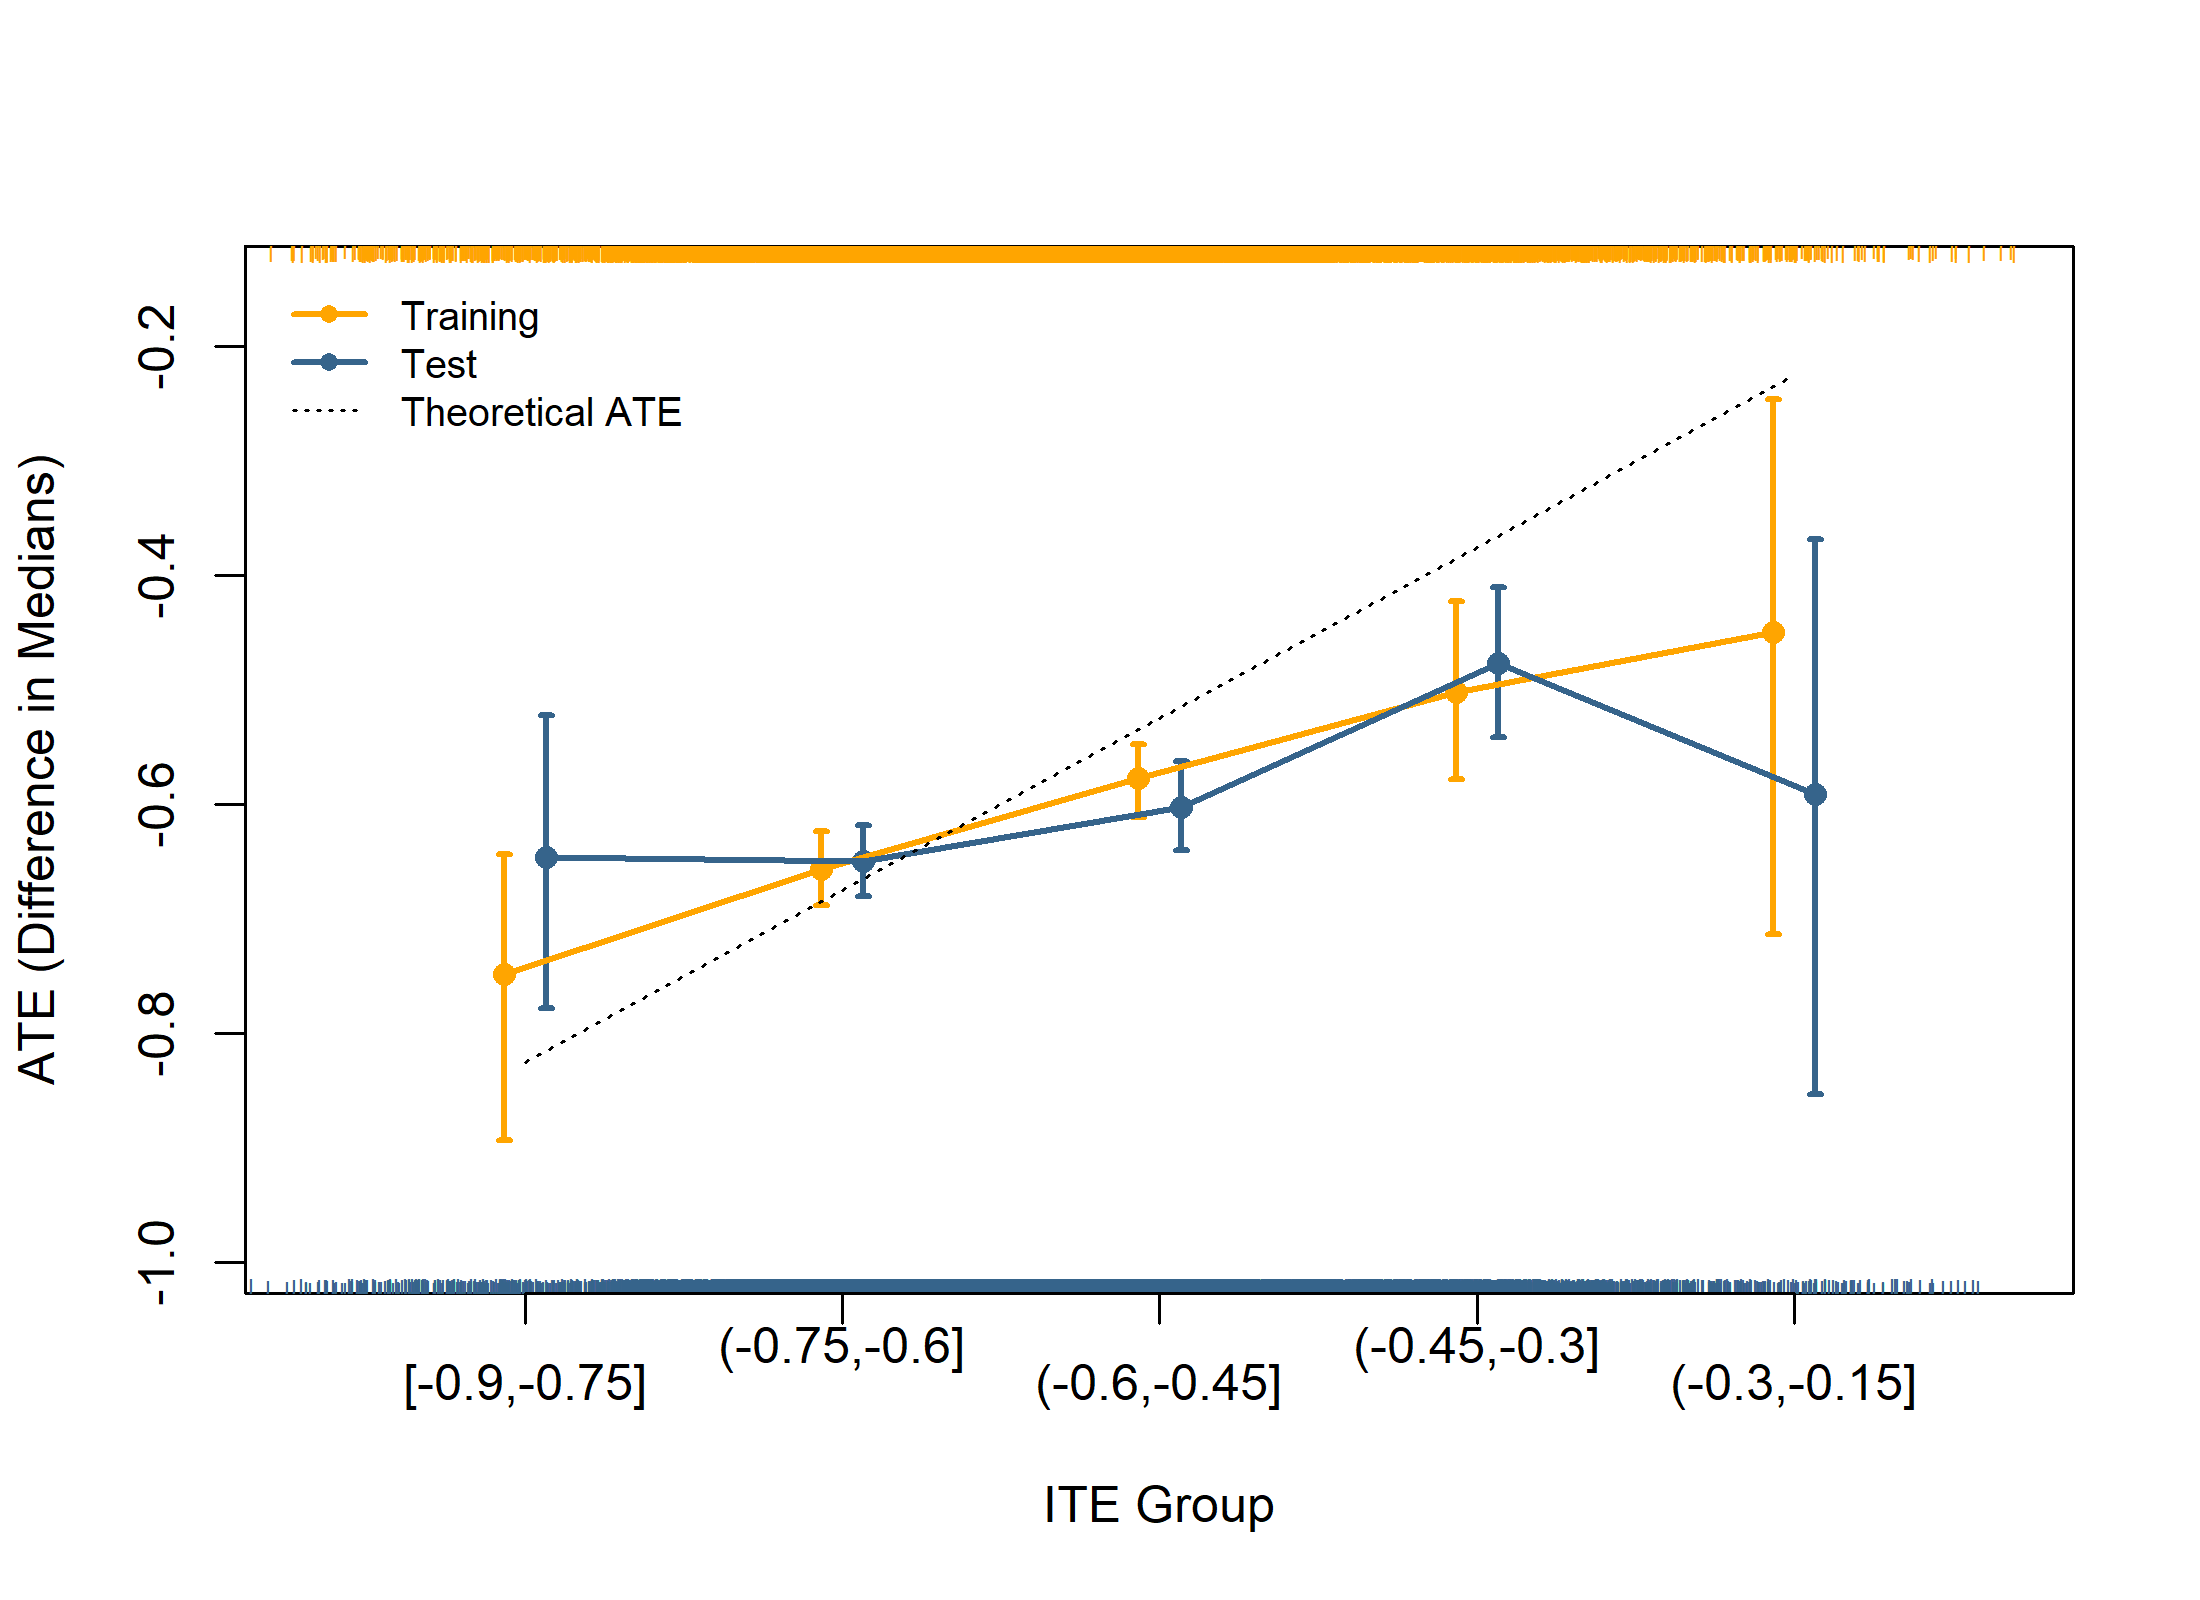 Training
Test
Theoretical ATE
ATE (Difference in Medians)
-0.2
-0.4
-0.6
-0.8
-1.0
[-0.9,-0.75]
(-0.75,-0.6]
(-0.6,-0.45]
(-0.45,-0.3]
(-0.3,-0.15]
ITE Group